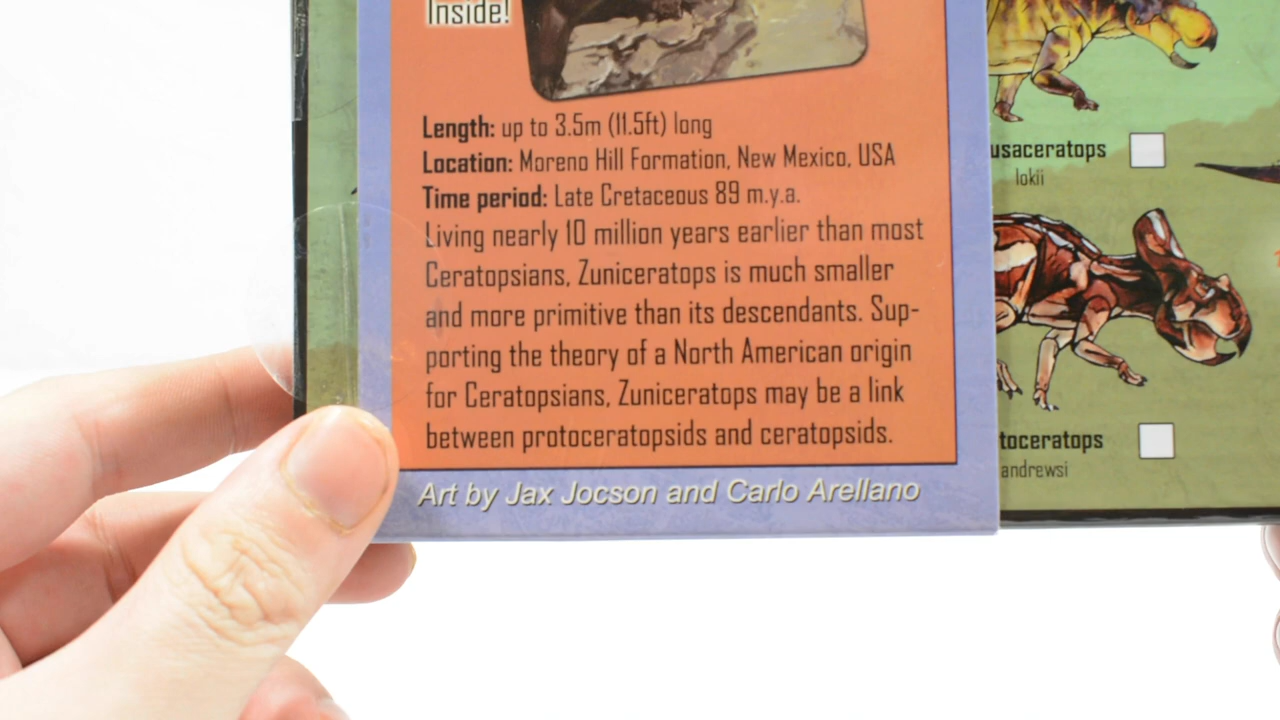 Inside!
Length: up to 3.5m (11.5ft) long
Location: Moreno Hill Formation, New Mexico, USA
Time period: Late Cretaceous 89 m.y.a.
Living nearly 10 million years earlier than most
Ceratopsians, Zuniceratops is much smaller
and more primitive than its descendants. Sup-
porting the theory of a North American origin
for Ceratopsians, Zuniceratops may be a link
between protoceratopsids and ceratopsids.
Art by Jax Jocson and Carlo Arellano
usaceratops
lokii
toceratops
andrewsi